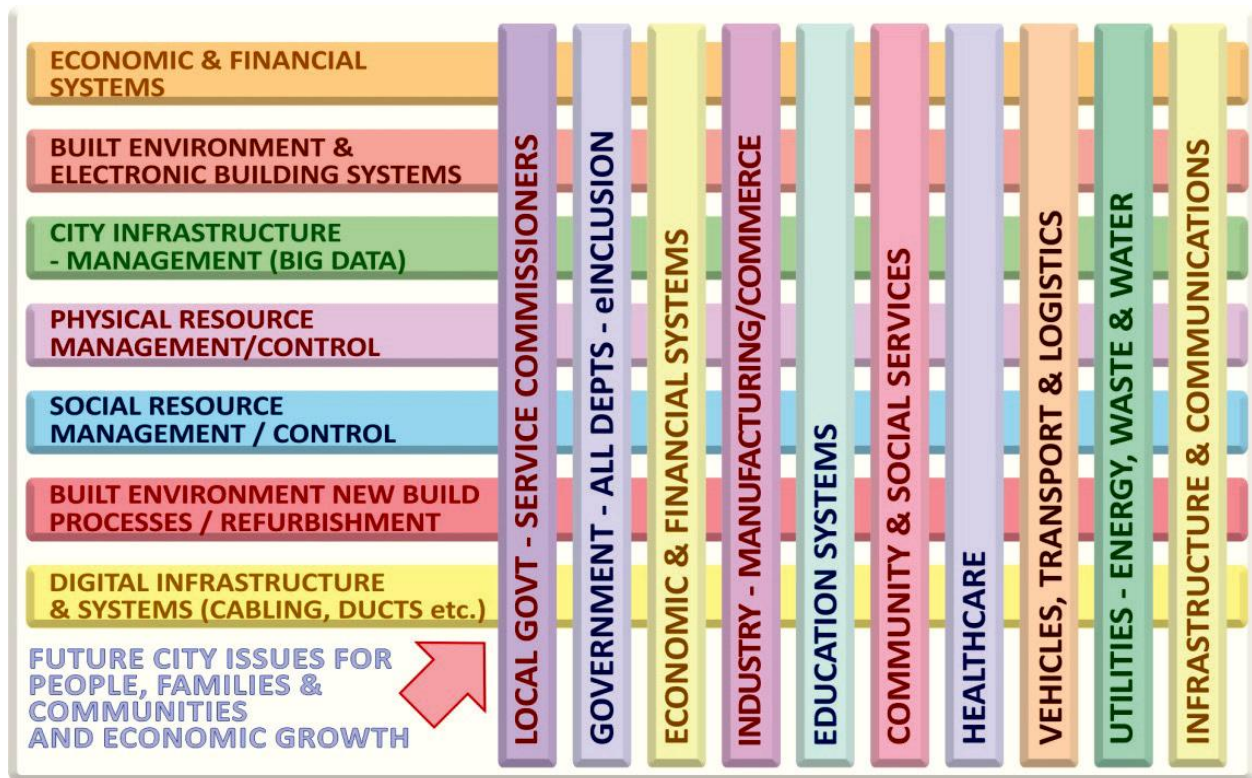 ECONOMIC & FINANCIAL
SYSTEMS
BUILT ENVIRONMENT &
ELECTRONIC BUILDING SYSTEMS
CITY INFRASTRUCTURE
- MANAGEMENT (BIG DATA)
PHYSICAL RESOURCE
MANAGEMENT/CONTROL
SOCIAL RESOURCE
MANAGEMENT / CONTROL
BUILT ENVIRONMENT NEW BUILD
PROCESSES / REFURBISHMENT
DIGITAL INFRASTRUCTURE
& SYSTEMS (CABLING, DUCTS etc.)
FUTURE CITY ISSUES FOR
PEOPLE, FAMILIES &
COMMUNITIES
AND ECONOMIC GROWTH
LOCAL GOVT - SERVICE COMMISSIONERS
GOVERNMENT - ALL DEPTS - eINCLUSION
ECONOMIC & FINANCIAL SYSTEMS
INDUSTRY - MANUFACTURING/COMMERCE
EDUCATION SYSTEMS
COMMUNITY & SOCIAL SERVICES
HEALTHCARE
VEHICLES, TRANSPORT & LOGISTICS
UTILITIES - ENERGY, WASTE & WATER
INFRASTRUCTURE & COMMUNICATIONS